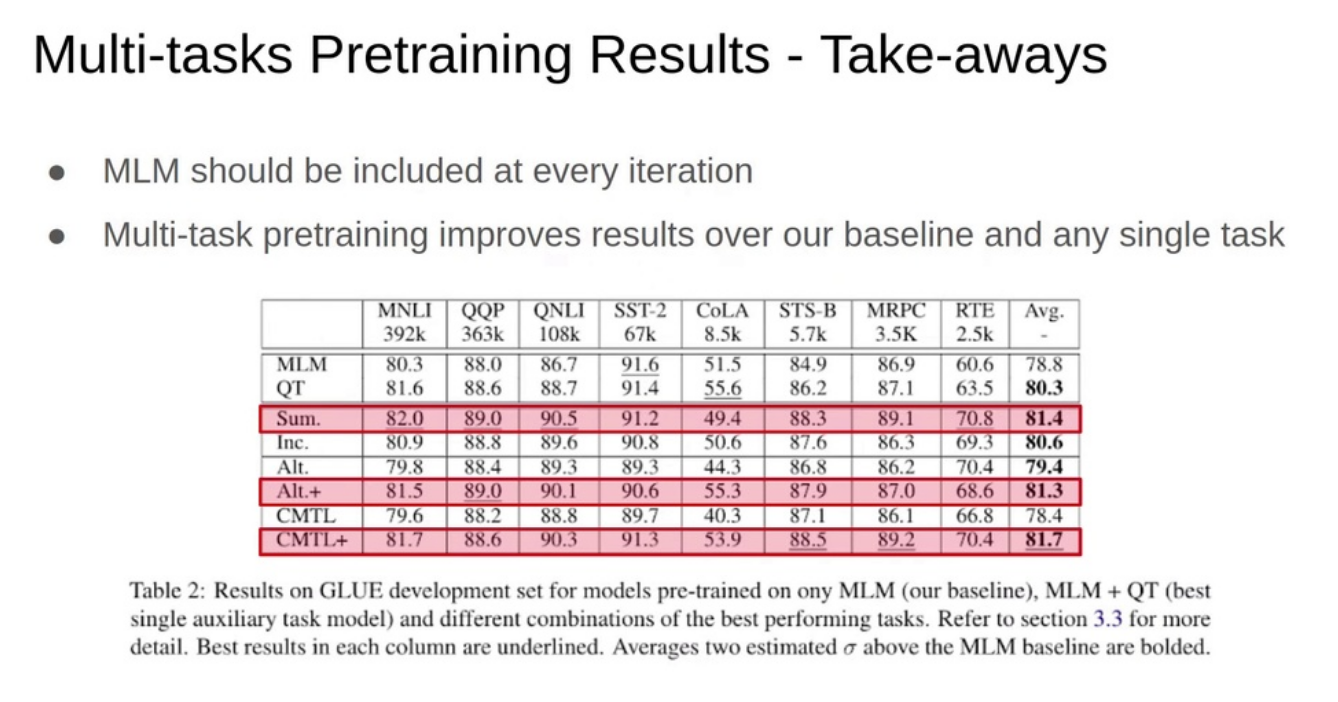 Multi-tasks Pretraining Results - Take-aways
● MLM should be included at every iteration
● Multi-task pretraining improves results over our baseline and any single task
MNLI QQP QNLI SST-2 CoLA STS-B MRPC RTE Avg.
392k 363k 108k 67k 8.5k 5.7k 3.5K 2.5k -
MLM 80.3 88.0 86.7 91.6 51.5 84.9 86.9 60.6 78.8
QT 81.6 88.6 88.7 91.4 55.6 86.2 87.1 63.5 80.3
Sum. 82.0 89.0 90.5 91.2 49.4 88.3 89.1 70.8 81.4
Inc. 80.9 88.8 89.6 90.8 50.6 87.6 86.3 69.3 80.6
Alt. 79.8 88.4 89.3 89.3 44.3 86.8 86.2 70.4 79.4
Alt.+ 81.5 89.0 90.1 90.6 55.3 87.9 87.0 68.6 81.3
CMTL 79.6 88.2 88.8 89.7 40.3 87.1 86.1 66.8 78.4
CMTL+ 81.7 88.6 90.3 91.3 53.9 88.5 89.2 70.4 81.7
Table 2: Results on GLUE development set for models pre-trained on ony MLM (our baseline), MLM + QT (best
single auxiliary task model) and different combinations of the best performing tasks. Refer to section 3.3 for more
detail. Best results in each column are underlined. Averages two estimated σ above the MLM baseline are bolded.